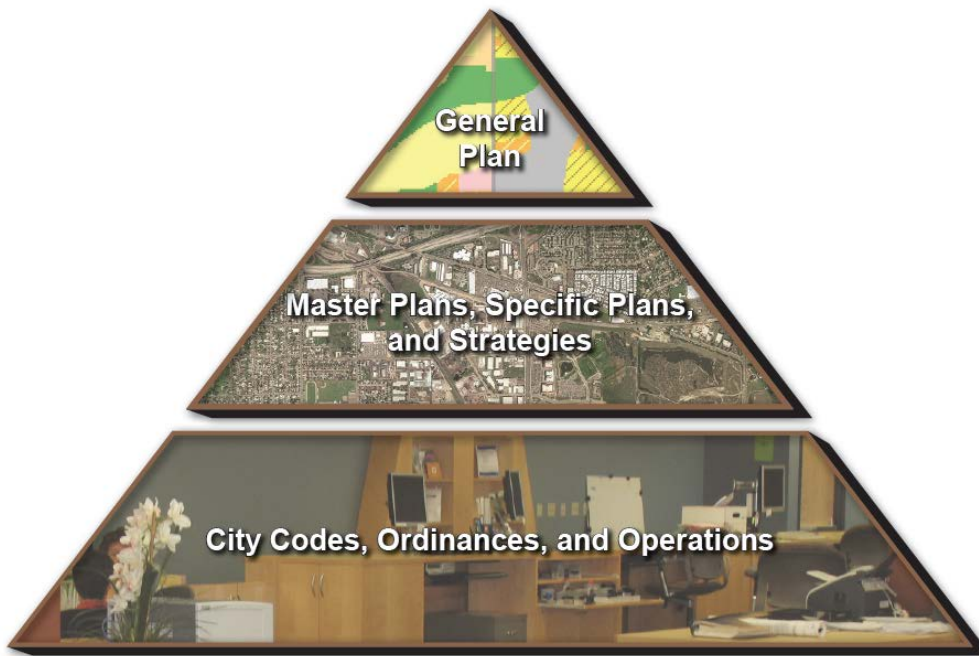 General
Plan
Master Plans, Specific Plans,
and Strategies
City Codes, Ordinances, and Operations